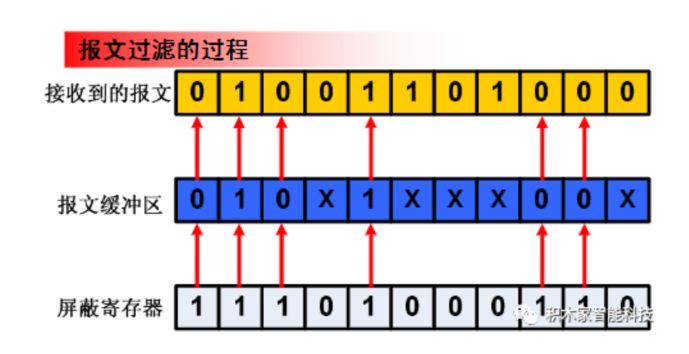 报文过滤的过程
接收到的报文 0 1 0 0 1 1 0 1 0 0 0
报文缓冲区 0 1 0 X 1 X X X 0 0 X
屏蔽寄存器 1 1 1 0 1 0 0 0 1 1 0
积木家智能科技